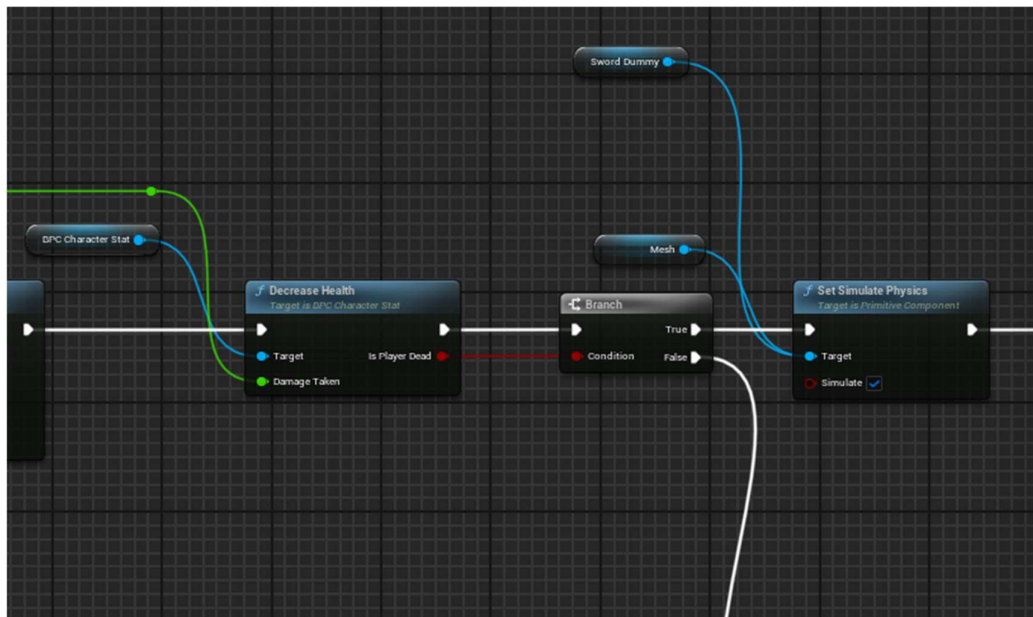 Sword Dummy
BPC Character Stat
Mesh
Decrease Health
Target is BPC Character Stat
Target
Is Player Dead
Damage Taken
Branch
True
Condition
False
Set Simulate Physics
Target is Primitive Component
Target
Simulate